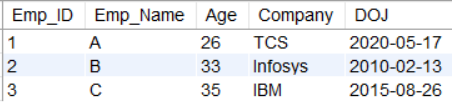 Emp_ID Emp_Name Age Company DOJ
1 A 26 TCS 2020-05-17
2 B 33 Infosys 2010-02-13
3 C 35 IBM 2015-08-26